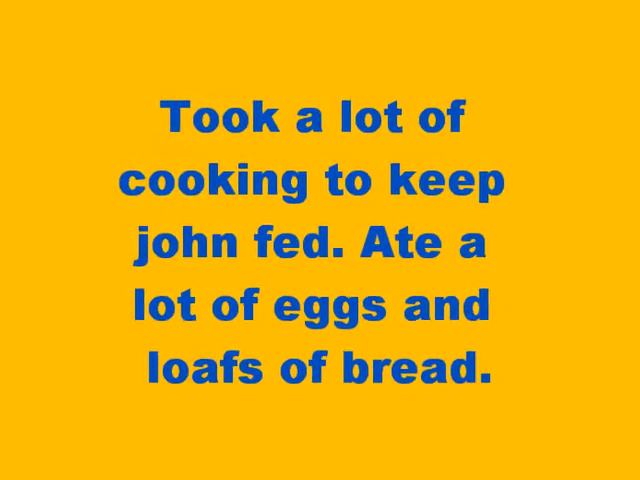 Took a lot of
cooking to keep
john fed. Ate a
lot of eggs and
loafs of bread.